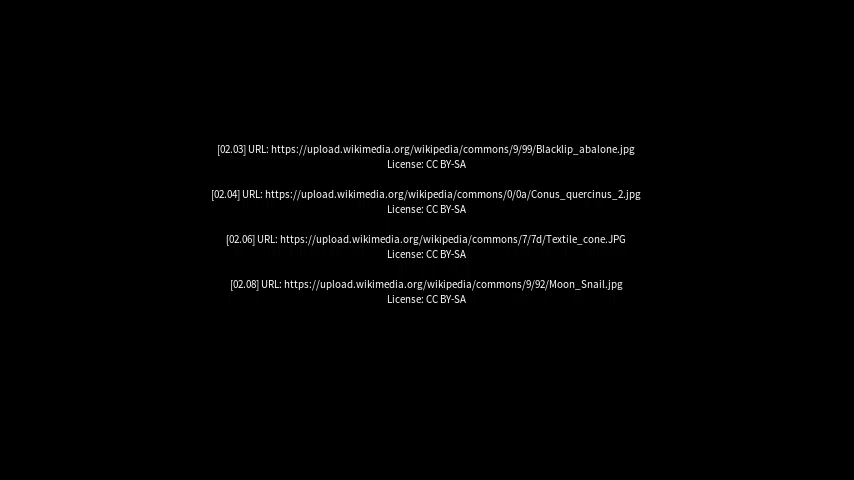 [02.03] URL: https://upload.wikimedia.org/wikipedia/commons/9/99/Blacklip_abalone.jpg
License: CC BY-SA
[02.04] URL: https://upload.wikimedia.org/wikipedia/commons/0/0a/Conus_quercinus_2.jpg
License: CC BY-SA
[02.06] URL: https://upload.wikimedia.org/wikipedia/commons/7/7d/Textile_cone.JPG
License: CC BY-SA
[02.08] URL: https://upload.wikimedia.org/wikipedia/commons/9/92/Moon_Snail.jpg
License: CC BY-SA